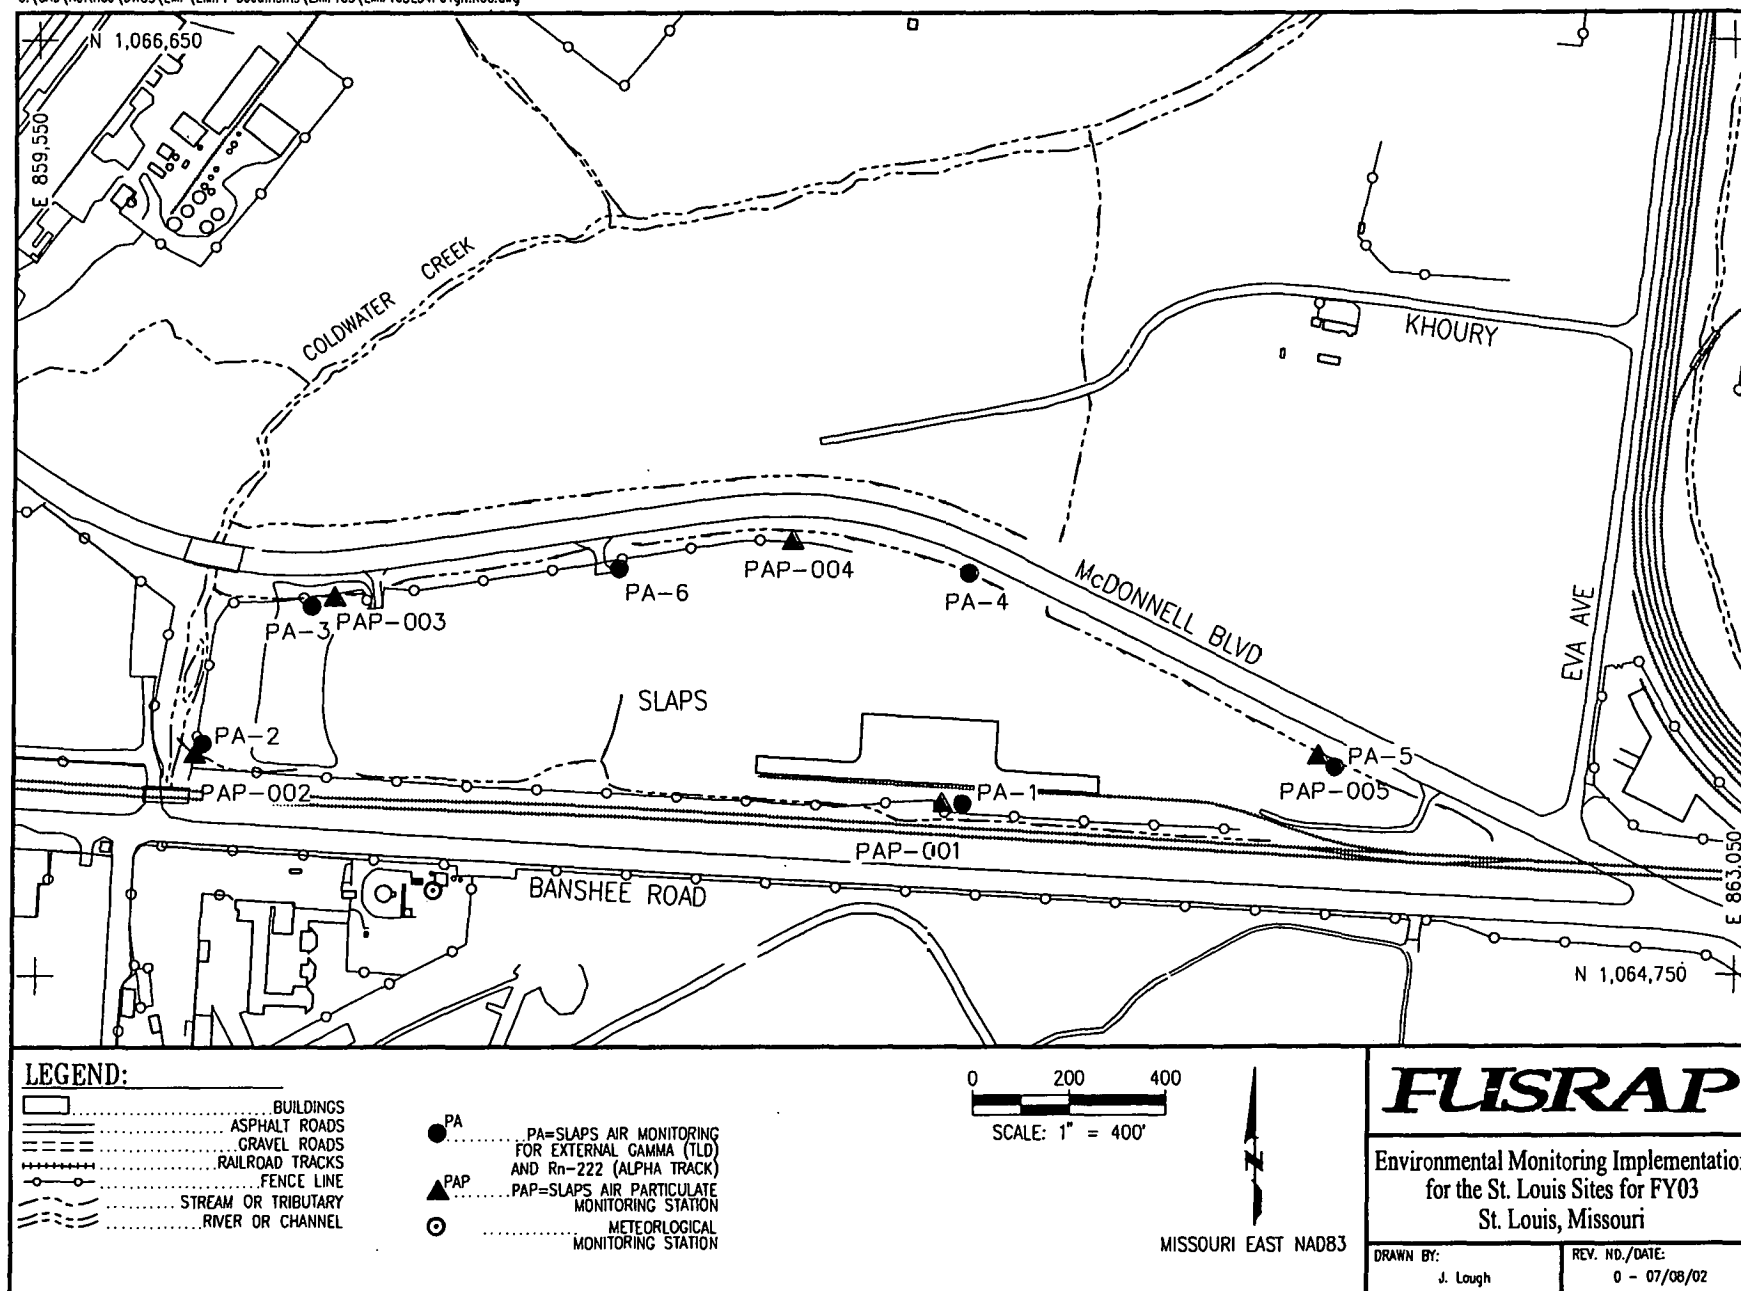 N 1,066,650
E 859,550
COLDWATER CREEK
KHOURY
PAP-004
PA-6
PA-4
McDONNELL BLVD
PA-3
PAP-003
EVA AVE
SLAPS
PA-2
PAP-002
PA-5
PAP-005
PA-1
PAP-001
BANSHEE ROAD
E 863,050
N 1,064,750
LEGEND:
BUILDINGS
ASPHALT ROADS
GRAVEL ROADS
RAILROAD TRACKS
FENCE LINE
STREAM OR TRIBUTARY
RIVER OR CHANNEL
PA
PA=SLAPS AIR MONITORING
FOR EXTERNAL GAMMA (TLD)
AND Rn-222 (ALPHA TRACK)
PAP
PAP=SLAPS AIR PARTICULATE
MONITORING STATION
METEORLOGICAL
MONITORING STATION
0 200 400
SCALE: 1" = 400'
N
MISSOURI EAST NAD83
FUSRAP
Environmental Monitoring Implementation
for the St. Louis Sites for FY03
St. Louis, Missouri
DRAWN BY:
J. Lough
REV. NO./DATE:
0 - 07/08/02